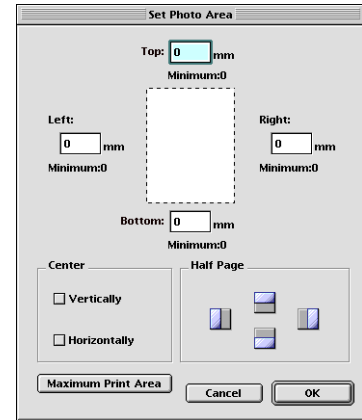 Set Photo Area
Top: 0 mm
Minimum:0
Left: Right:
0 mm 0 mm
Minimum:0 Minimum:0
Bottom: 0 mm
Minimum:0
Center Half Page
Vertically
Horizontally
Maximum Print Area Cancel OK